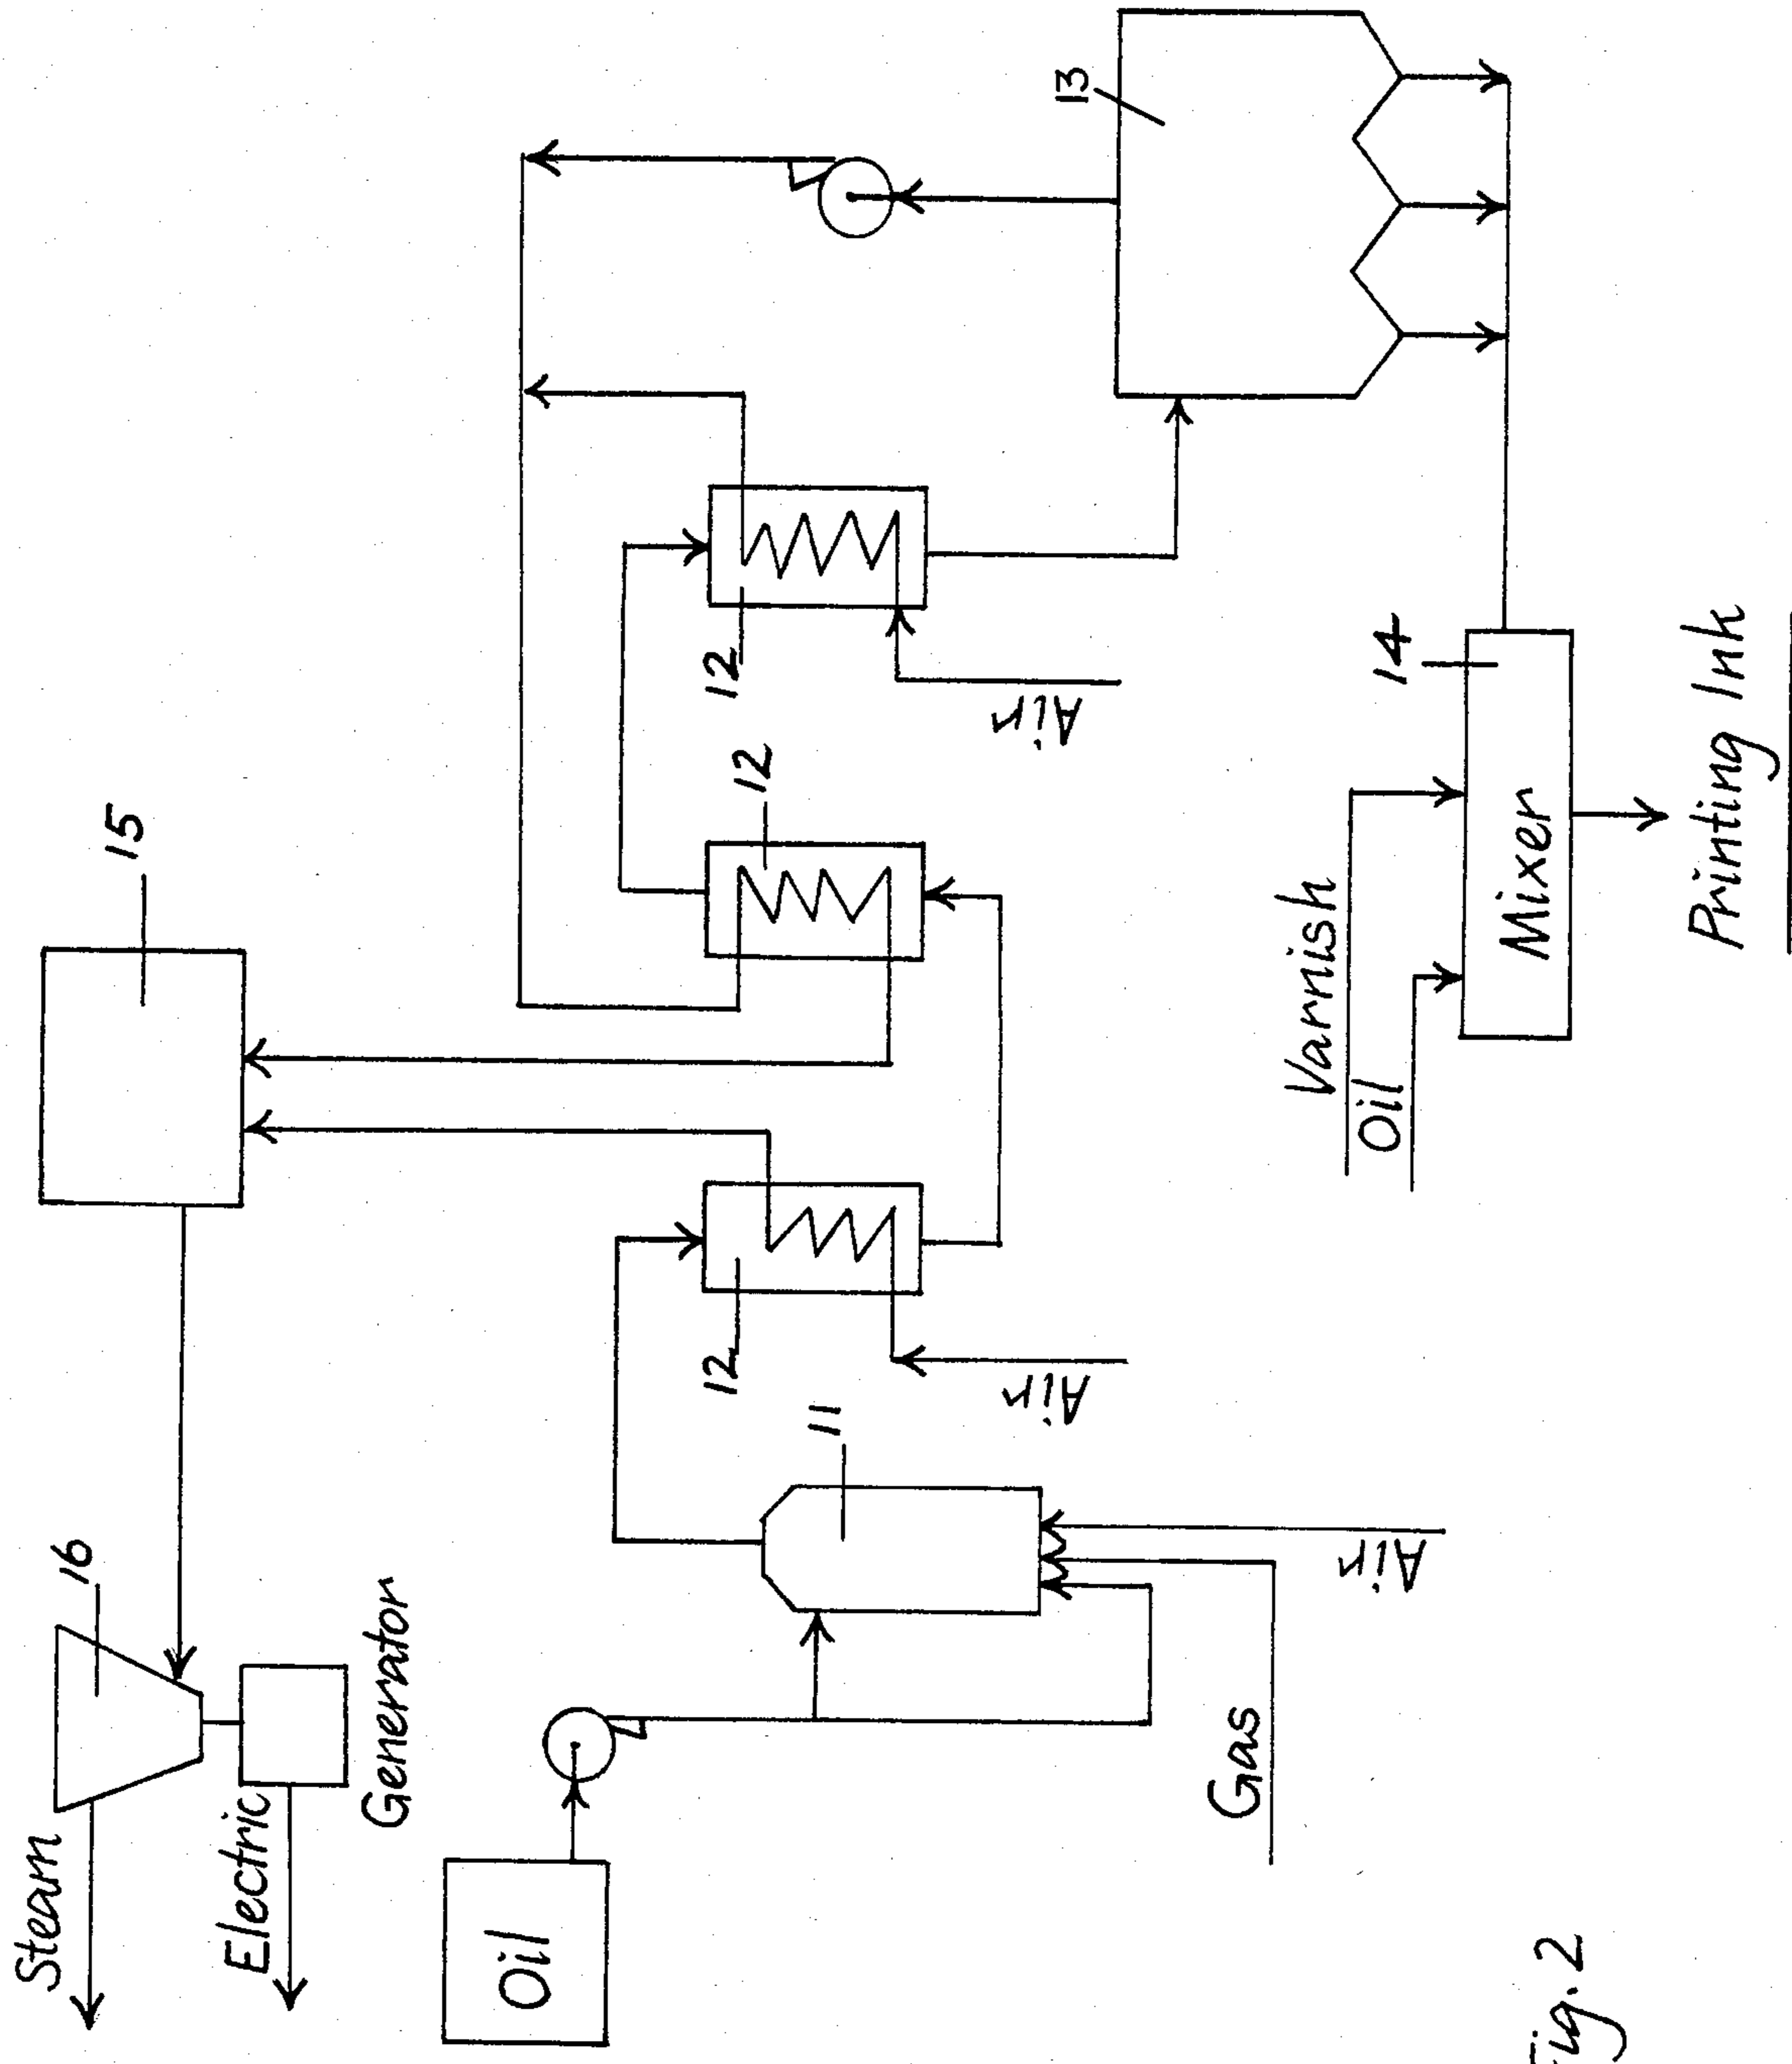 Steam
16
15
Electric
Generator
Oil
12
12
12
13
11
Air
Air
Air
Gas
Varnish
Oil
14
Mixer
Printing Ink
Fig. 2